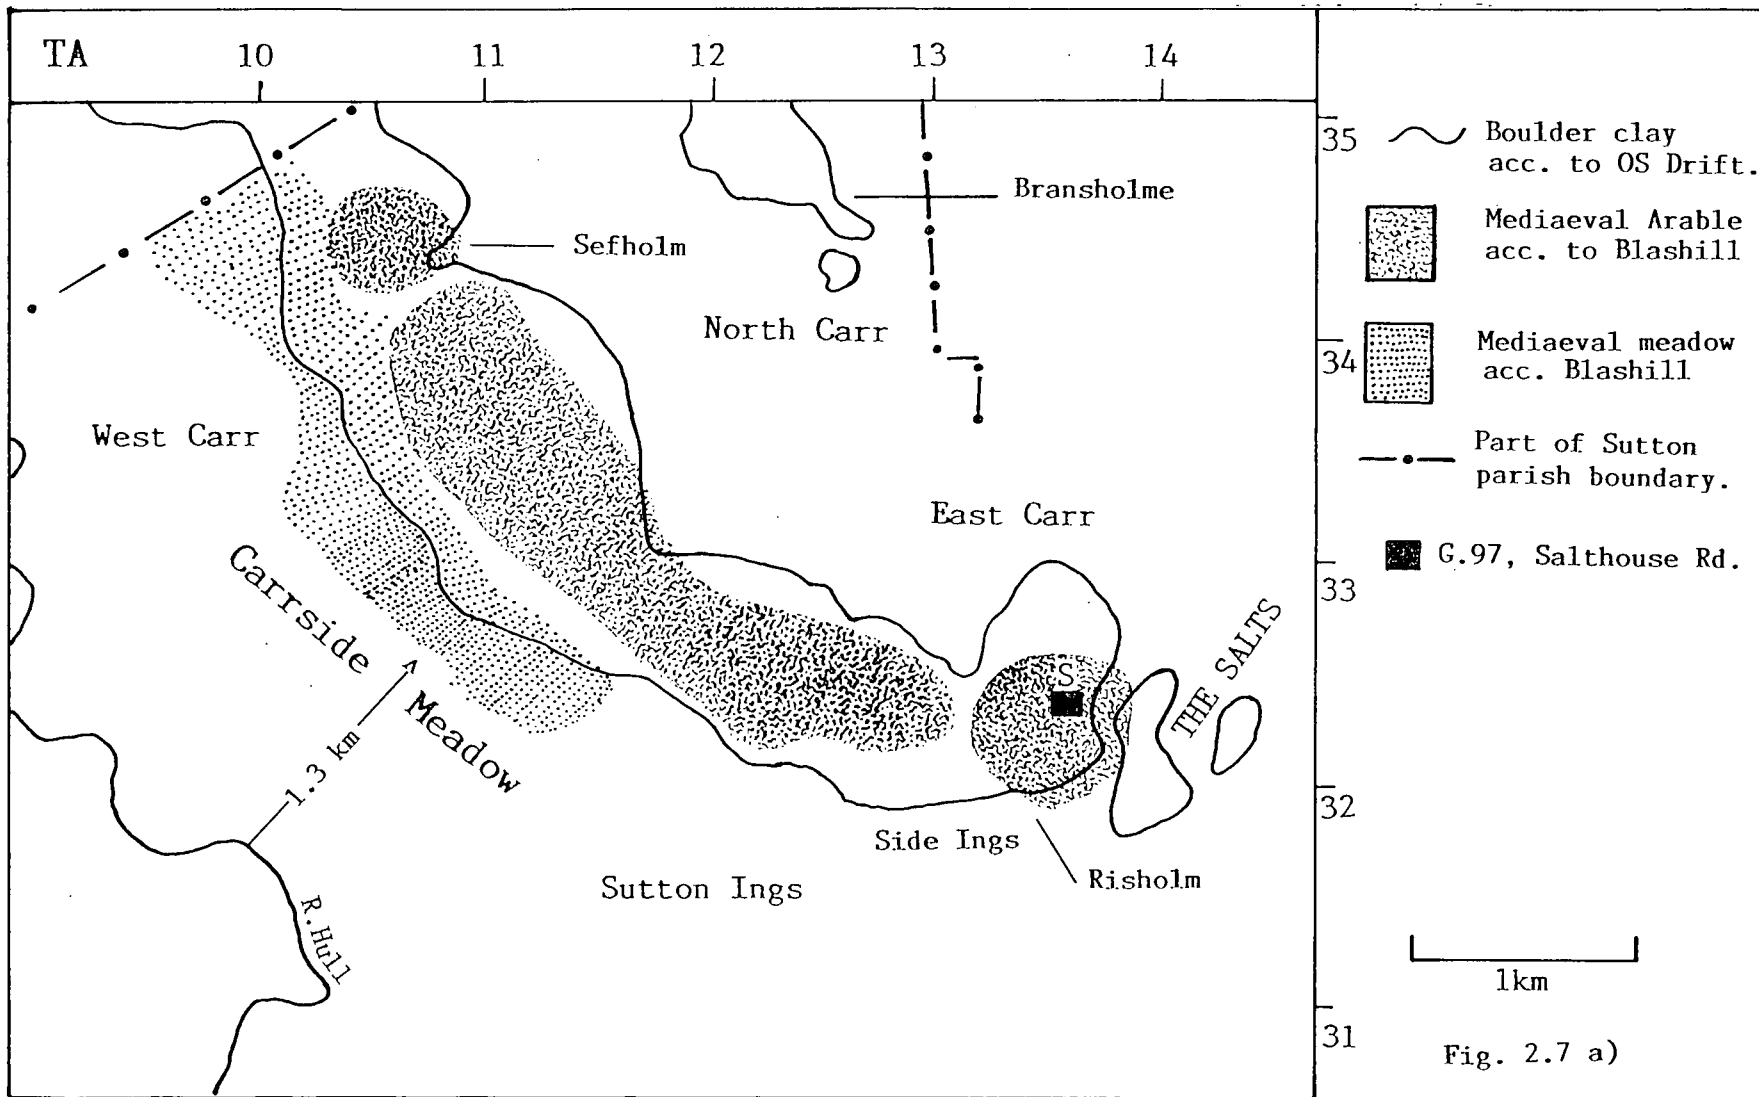 TA 10 11 12 13 14
35
34
33
32
31
Sefholm
Bransholme
North Carr
West Carr
East Carr
Carrside Meadow
1.3 km
THE SALTS
S
Side Ings
Risholm
Sutton Ings
R.Hull
Boulder clay
acc. to OS Drift.
Mediaeval Arable
acc. to Blashill
Mediaeval meadow
acc. Blashill
Part of Sutton
parish boundary.
G.97, Salthouse Rd.
1km
Fig. 2.7 a)